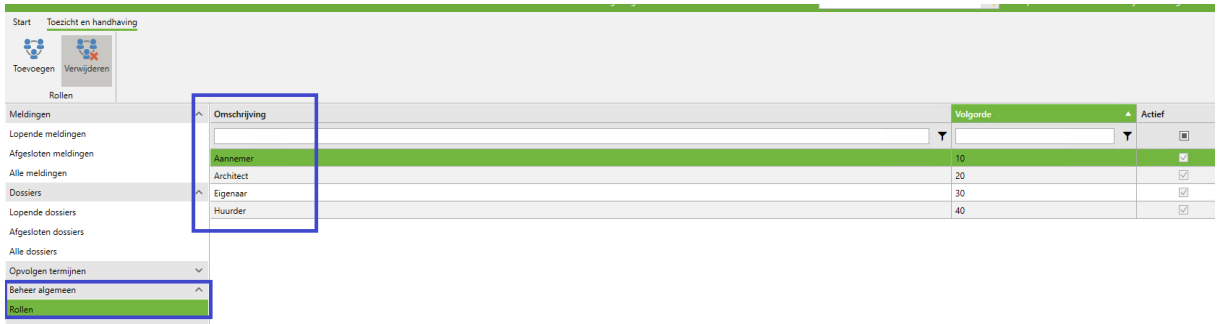 Start Toezicht en handhaving
Toevoegen Verwijderen
Rollen
Meldingen
Lopende meldingen
Afgesloten meldingen
Alle meldingen
Dossiers
Lopende dossiers
Afgesloten dossiers
Alle dossiers
Opvolgen termijnen
Beheer algemeen
Rollen
Omschrijving Volgorde Actief
Aannemer 10
Architect 20
Eigenaar 30
Huurder 40